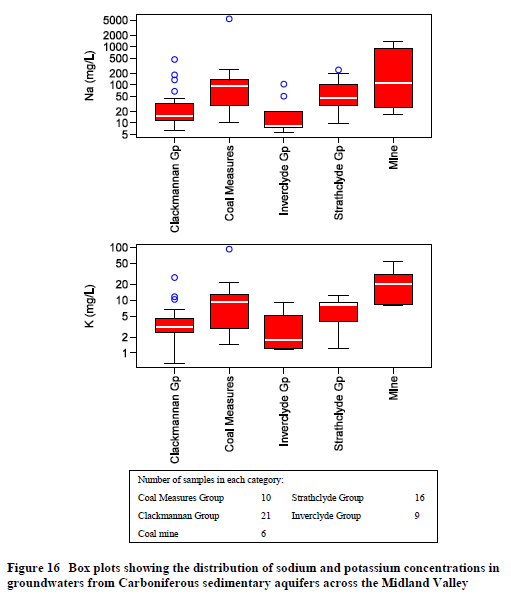 Na (mg/L)
5000
2000
1000
500
200
100
50
20
10
5
Clackmannan Gp
Coal Measures
Inverclyde Gp
Strathclyde Gp
Mine
K (mg/L)
100
50
20
10
5
2
1
Clackmannan Gp
Coal Measures
Inverclyde Gp
Strathclyde Gp
Mine
Number of samples in each category:
Coal Measures Group 10 Strathclyde Group 16
Clackmannan Group 21 Inverclyde Group 9
Coal mine 6
Figure 16 Box plots showing the distribution of sodium and potassium concentrations in
groundwaters from Carboniferous sedimentary aquifers across the Midland Valley